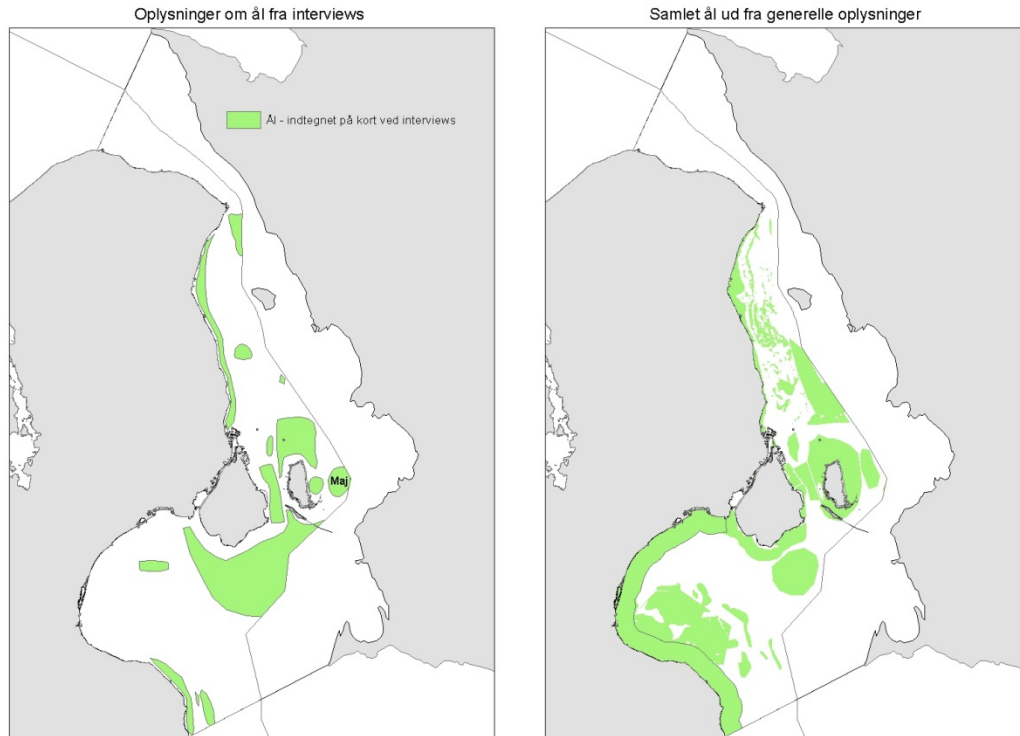 Oplysninger om ål fra interviews
Samlet ål ud fra generelle oplysninger
Ål - indtegnet på kort ved interviews
Maj